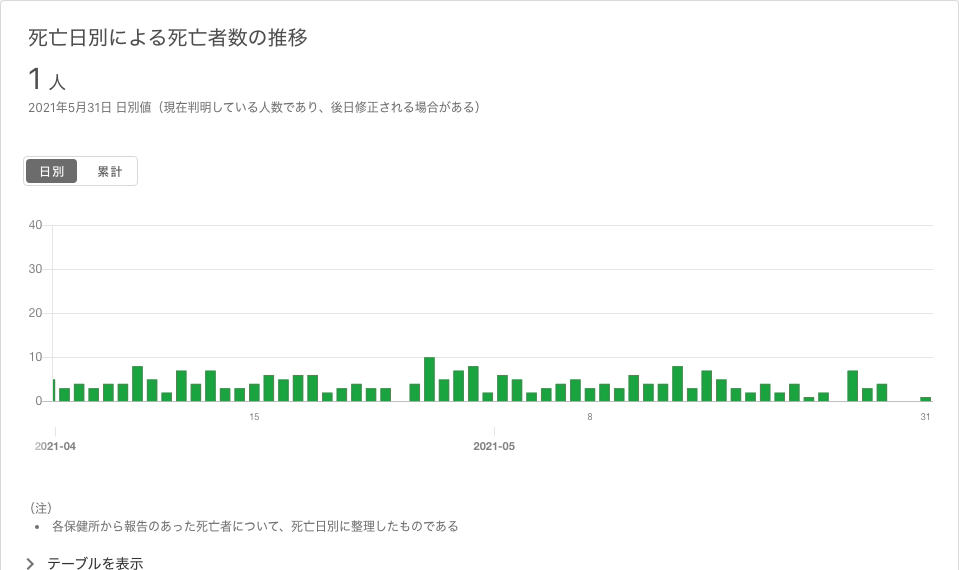 死亡日別による死亡者数の推移
1 人
2021年5月31日 日別値（現在判明している人数であり、後日修正される場合がある）
日別 累計
40
30
20
10
0
15 8 31
2021-04 2021-05
（注）
• 各保健所から報告のあった死亡者について、死亡日別に整理したものである
テーブルを表示